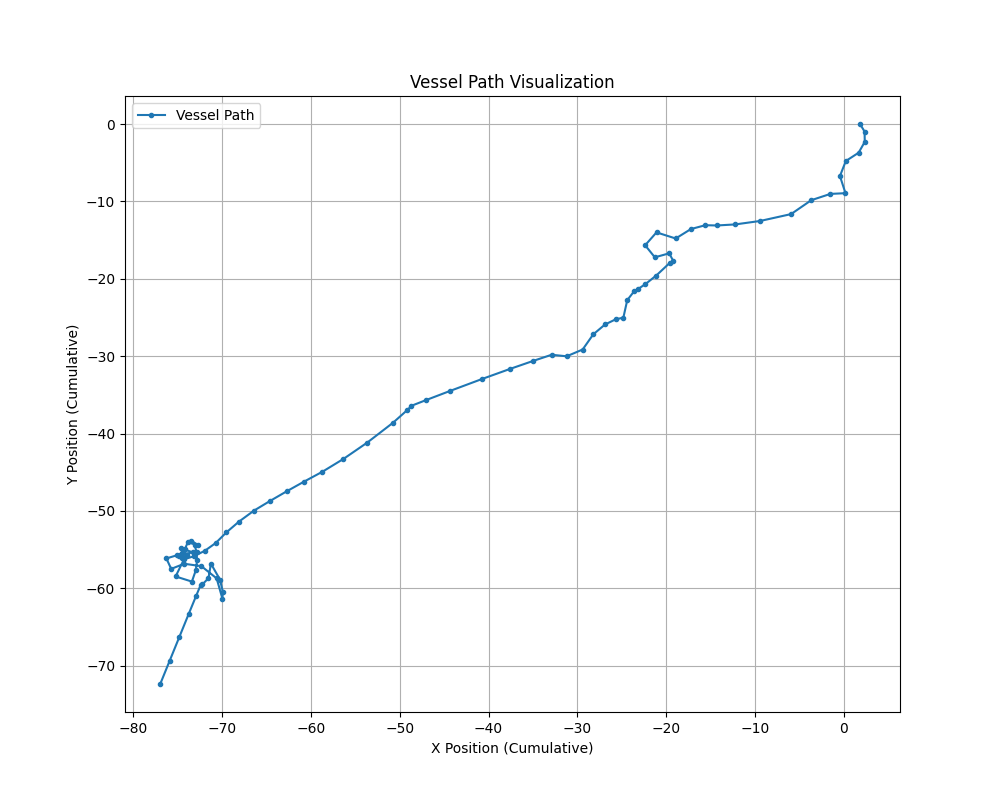 Vessel Path Visualization
Vessel Path
0
−10
−20
−30
−40
−50
−60
−70
Y Position (Cumulative)
−80 −70 −60 −50 −40 −30 −20 −10 0
X Position (Cumulative)